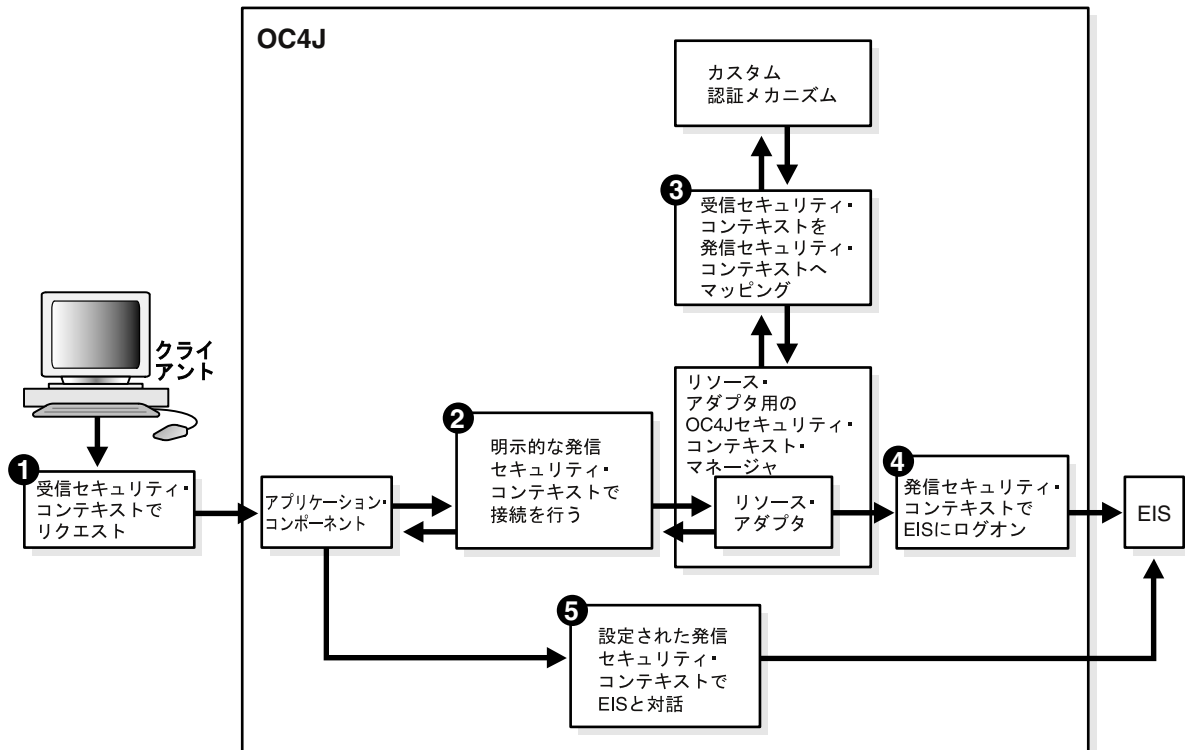 OC4J
カスタム
認証メカニズム
❸
受信セキュリティ・
コンテキストを
発信セキュリティ・
コンテキストへ
マッピング
クライ
アント
リソース・
アダプタ用の
OC4Jセキュリティ・
コンテキスト・
マネージャ
❷
明示的な発信
セキュリティ・
コンテキストで
接続を行う
❶
受信セキュリティ・
コンテキストで
リクエスト
アプリケーション・
コンポーネント
リソース・
アダプタ
❹
発信セキュリティ・
コンテキストで
EISにログオン
EIS
❺
設定された発信
セキュリティ・
コンテキストで
EISと対話